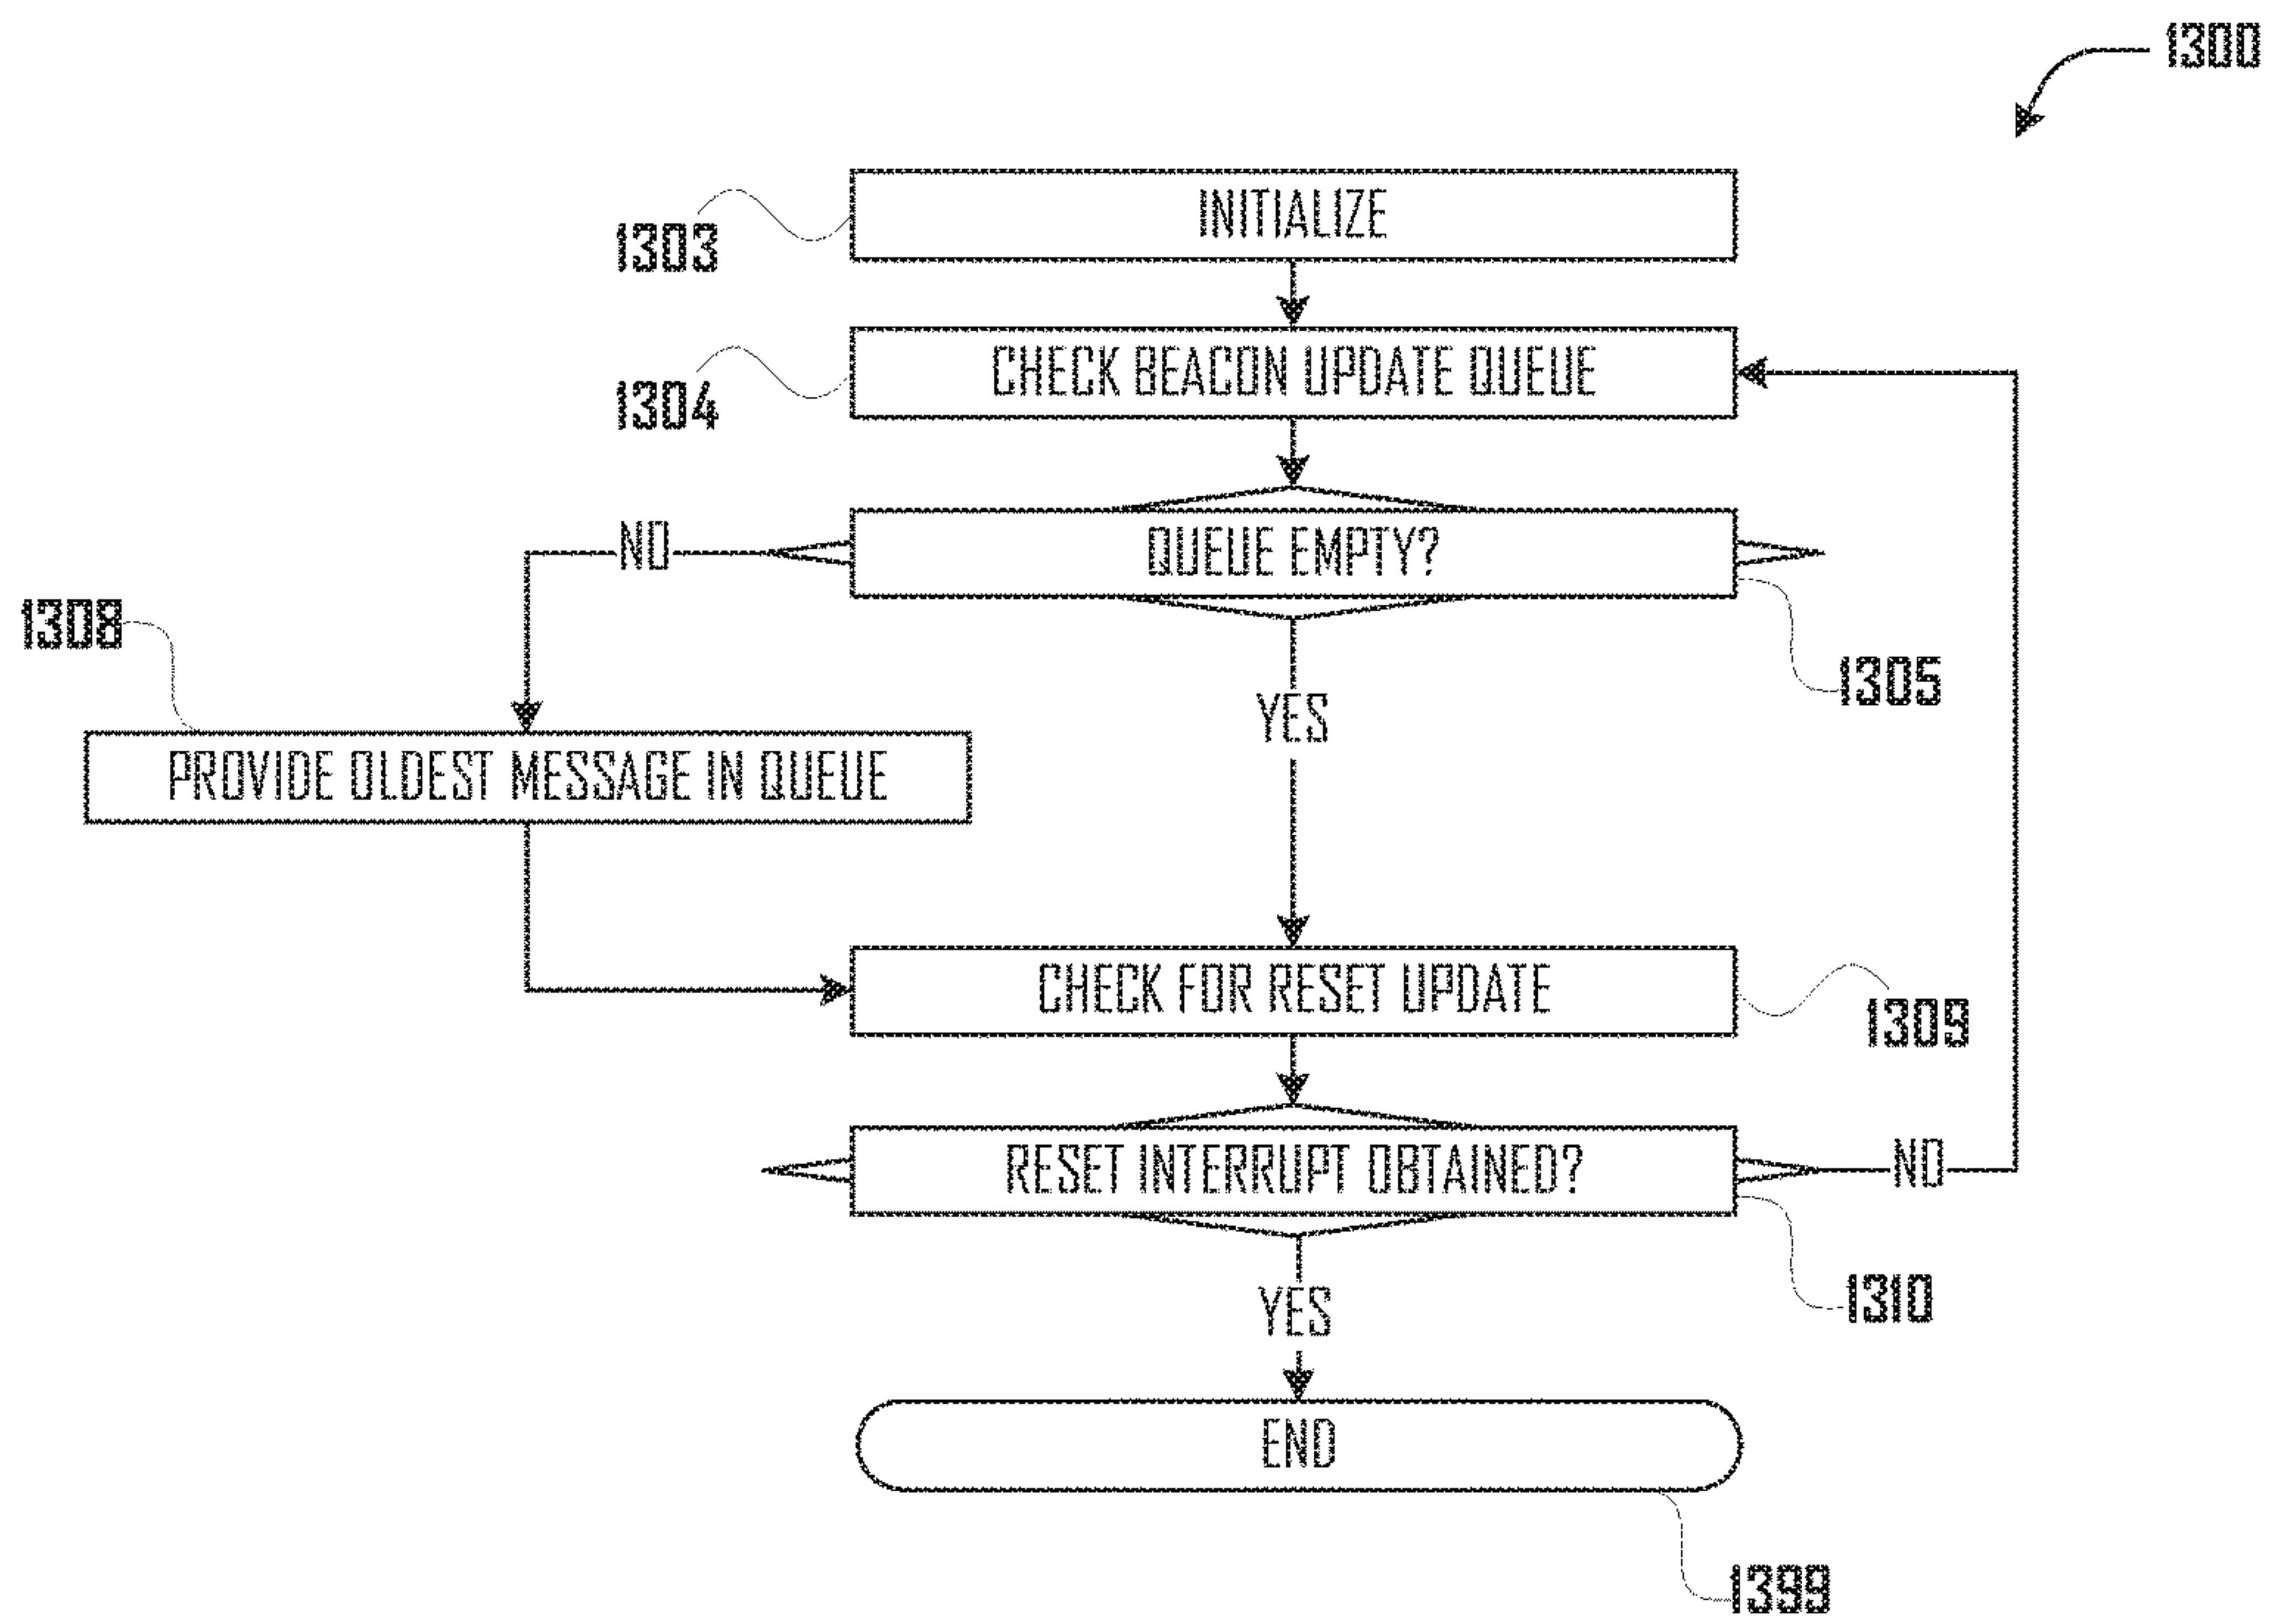 1300
INITIALIZE
1303
CHECK BEACON UPDATE QUEUE
1304
NO
QUEUE EMPTY?
1308
1305
YES
PROVIDE OLDEST MESSAGE IN QUEUE
CHECK FOR RESET UPDATE
1309
RESET INTERRUPT OBTAINED?
NO
1310
YES
END
1399